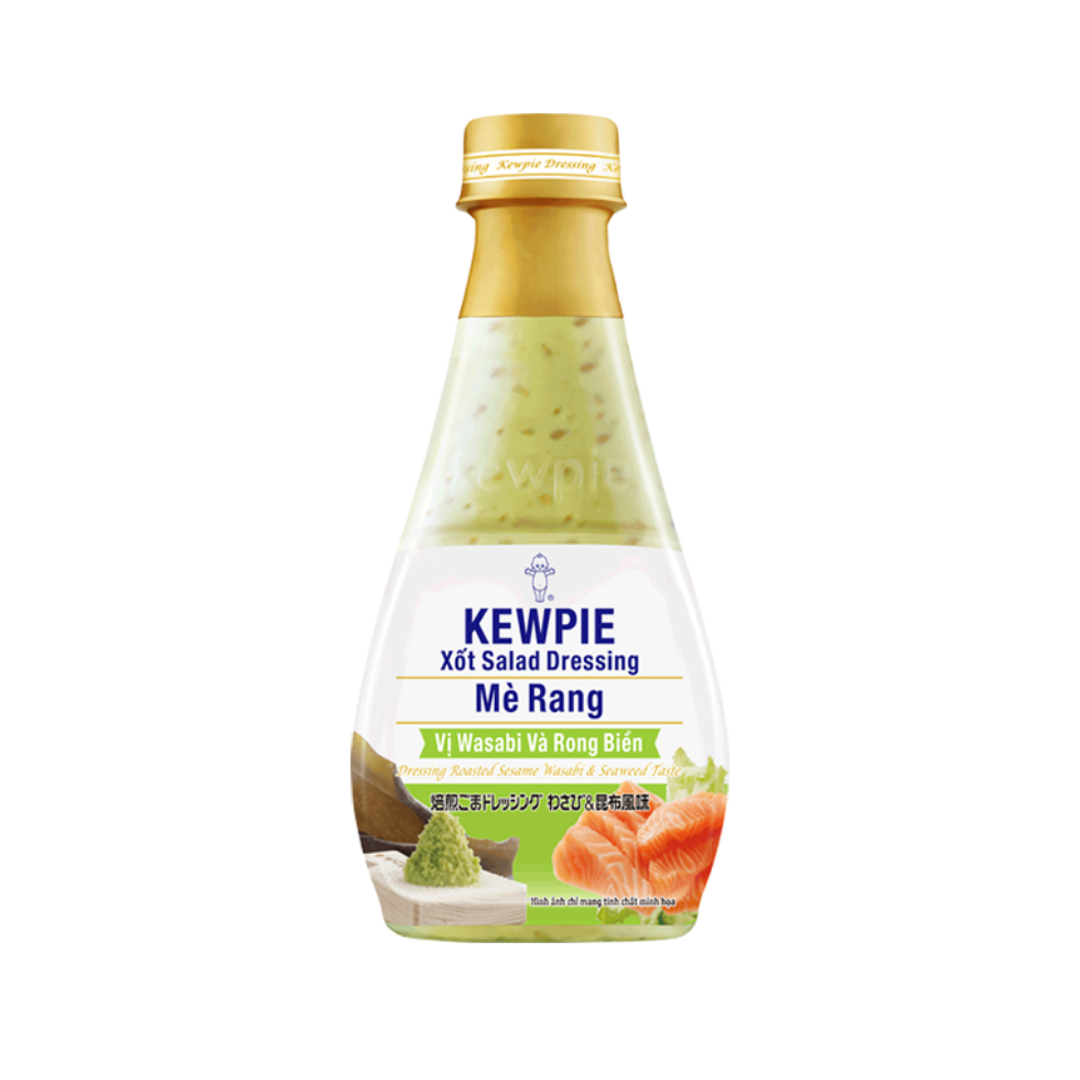 sing Kewpie Dressing Ke
kewpie
®
KEWPIE
Xốt Salad Dressing
Mè Rang
Vị Wasabi Và Rong Biển
Dressing Roasted Sesame Wasabi & Seaweed Taste
焙煎ごまドレッシング わさび&昆布風味
Hình ảnh chỉ mang tính chất minh họa